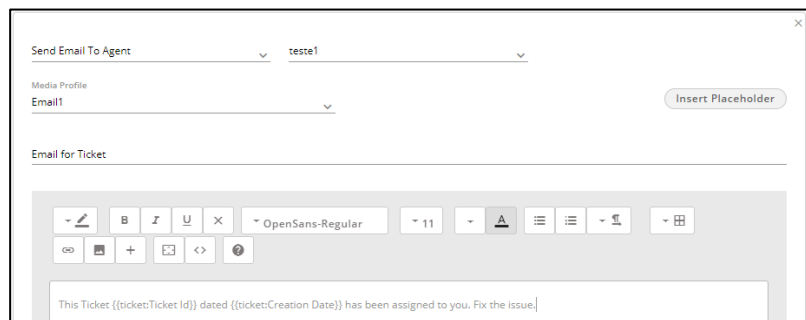 Send Email To Agent teste1
Media Profile
Email1
Insert Placeholder
Email for Ticket
B I U OpenSans-Regular 11 A
This Ticket {{ticket:Ticket Id}} dated {{ticket:Creation Date}} has been assigned to you. Fix the issue.